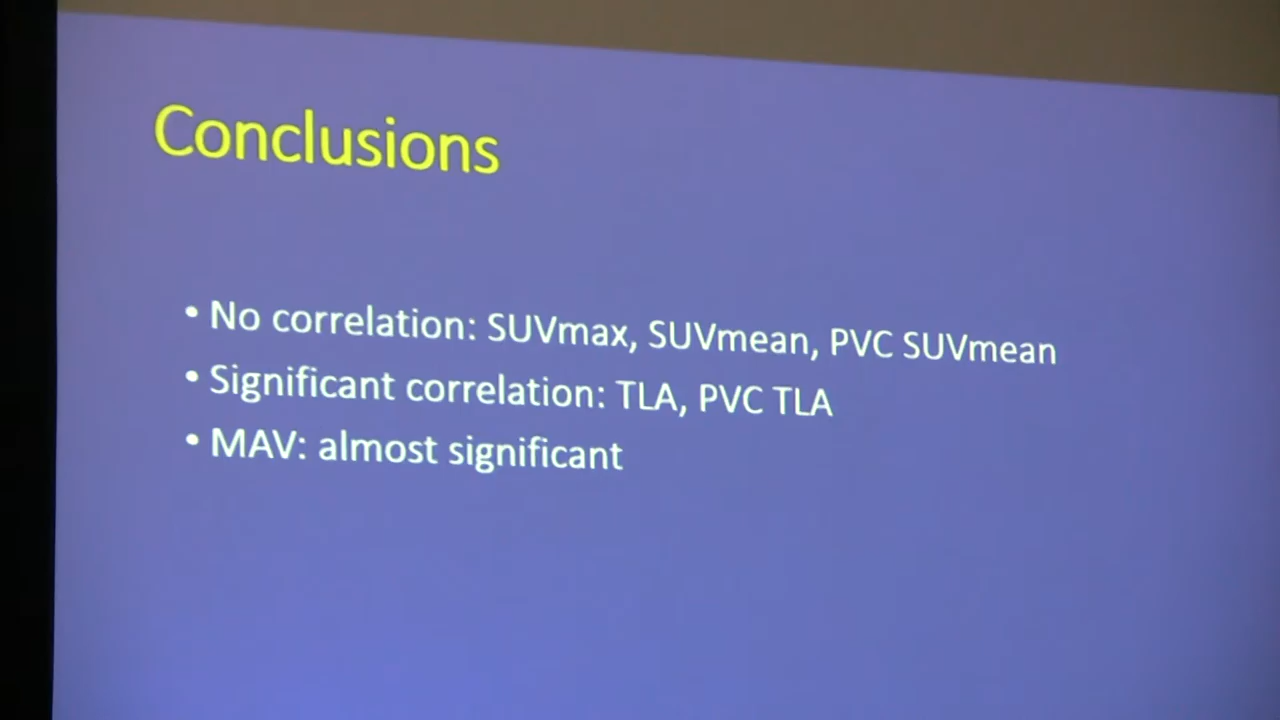 Conclusions
• No correlation: SUVmax, SUVmean, PVC SUVmean
• Significant correlation: TLA, PVC TLA
• MAV: almost significant